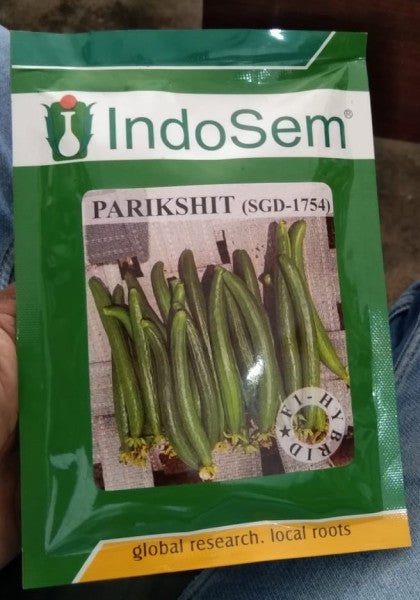 IndoSem®
PARIKSHIT (SGD-1754)
F1-HYBRID
global research. local roots